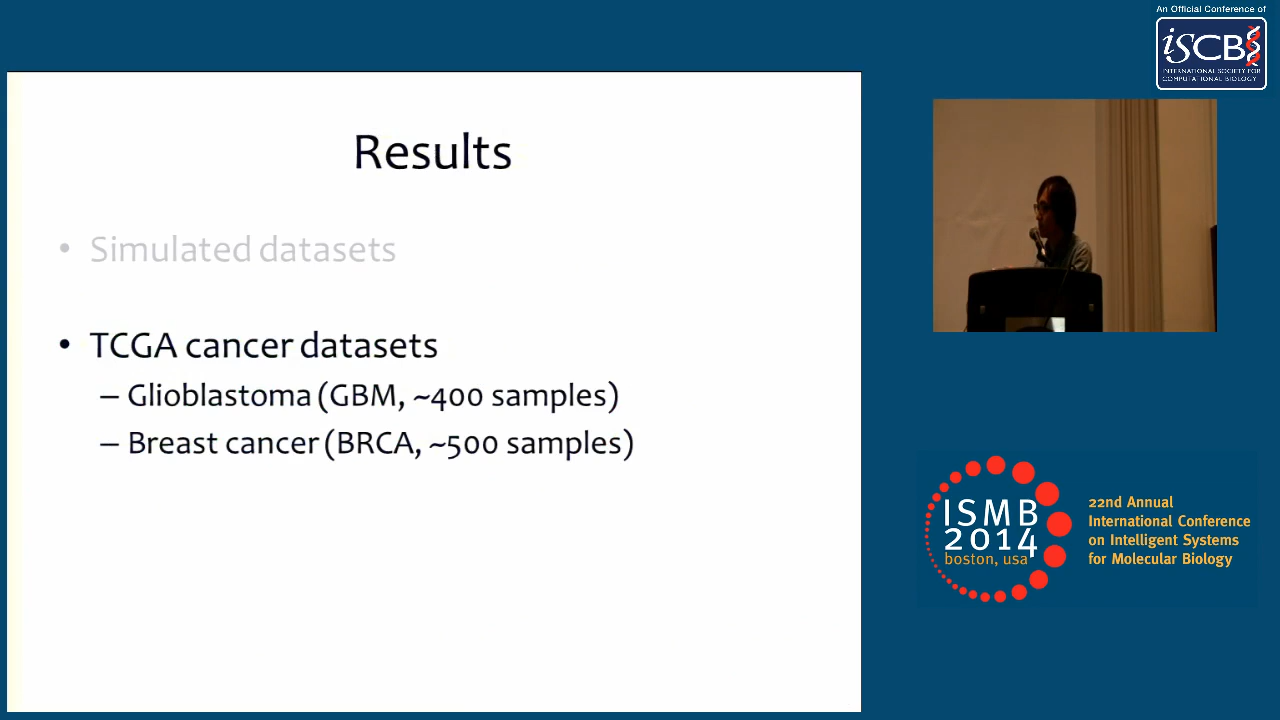 An Official Conference of
iSCB
INTERNATIONAL SOCIETY FOR
COMPUTATIONAL BIOLOGY
Results
• Simulated datasets
• TCGA cancer datasets
– Glioblastoma (GBM, ~400 samples)
– Breast cancer (BRCA, ~500 samples)
ISMB
2014
boston, usa
22nd Annual
International Conference
on Intelligent Systems
for Molecular Biology